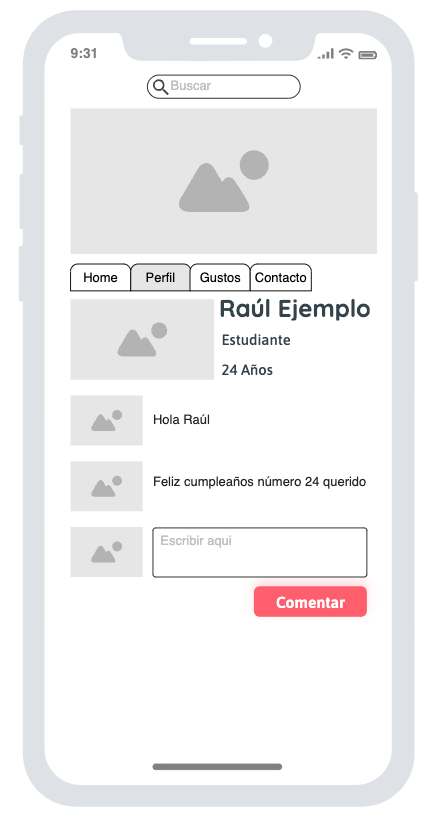 9:31
Buscar
Home Perfil Gustos Contacto
Raúl Ejemplo
Estudiante
24 Años
Hola Raúl
Feliz cumpleaños número 24 querido
Escribir aqui
Comentar